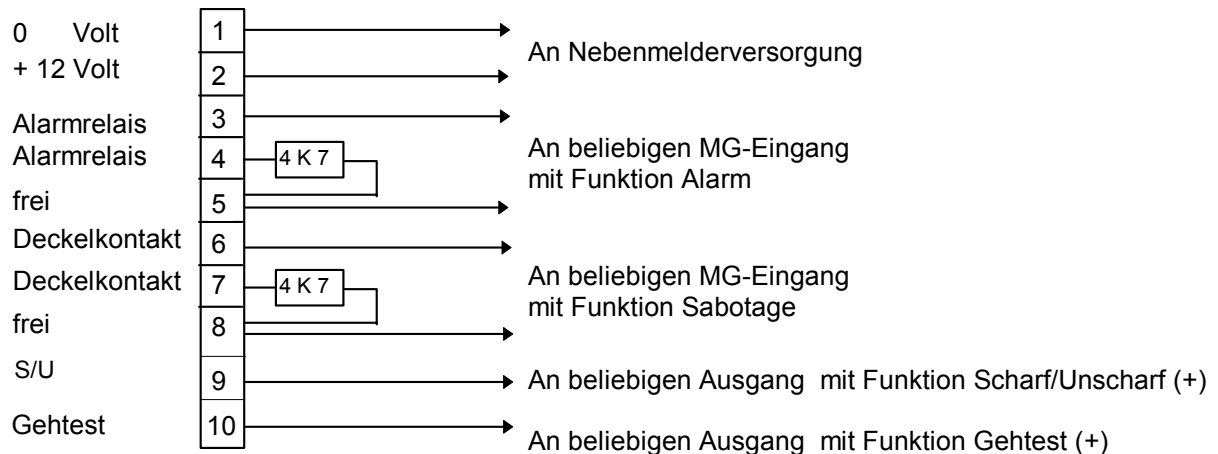 0 Volt 1
An Nebenmelderversorgung
+ 12 Volt 2
Alarmrelais 3
Alarmrelais 4 4 K 7
An beliebigen MG-Eingang
mit Funktion Alarm
frei 5
Deckelkontakt 6
Deckelkontakt 7 4 K 7
An beliebigen MG-Eingang
mit Funktion Sabotage
frei 8
S/U 9 An beliebigen Ausgang mit Funktion Scharf/Unscharf (+)
Gehtest 10 An beliebigen Ausgang mit Funktion Gehtest (+)